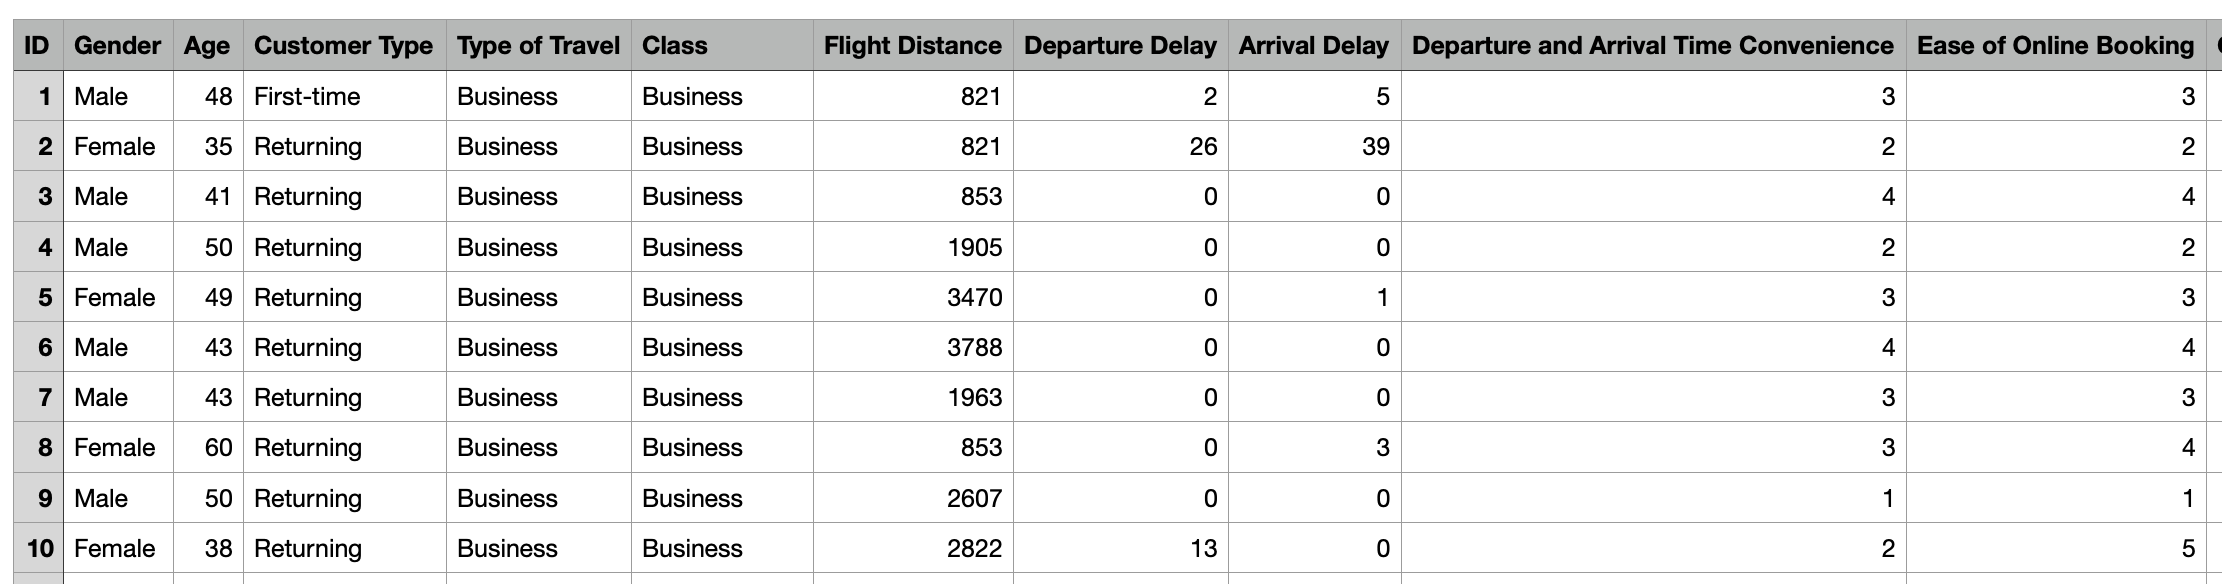 ID Gender Age Customer Type Type of Travel Class Flight Distance Departure Delay Arrival Delay Departure and Arrival Time Convenience Ease of Online Booking
1 Male 48 First-time Business Business 821 2 5 3 3
2 Female 35 Returning Business Business 821 26 39 2 2
3 Male 41 Returning Business Business 853 0 0 4 4
4 Male 50 Returning Business Business 1905 0 0 2 2
5 Female 49 Returning Business Business 3470 0 1 3 3
6 Male 43 Returning Business Business 3788 0 0 4 4
7 Male 43 Returning Business Business 1963 0 0 3 3
8 Female 60 Returning Business Business 853 0 3 3 4
9 Male 50 Returning Business Business 2607 0 0 1 1
10 Female 38 Returning Business Business 2822 13 0 2 5